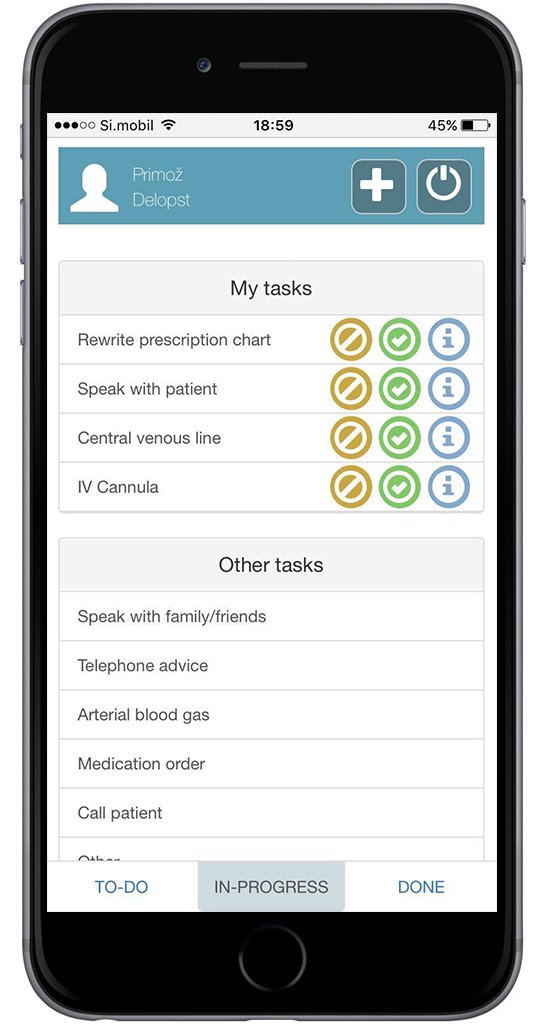 Si.mobil 18:59 45%
Primož
Delopst
My tasks
Rewrite prescription chart
Speak with patient
Central venous line
IV Cannula
Other tasks
Speak with family/friends
Telephone advice
Arterial blood gas
Medication order
Call patient
Other
TO-DO IN-PROGRESS DONE